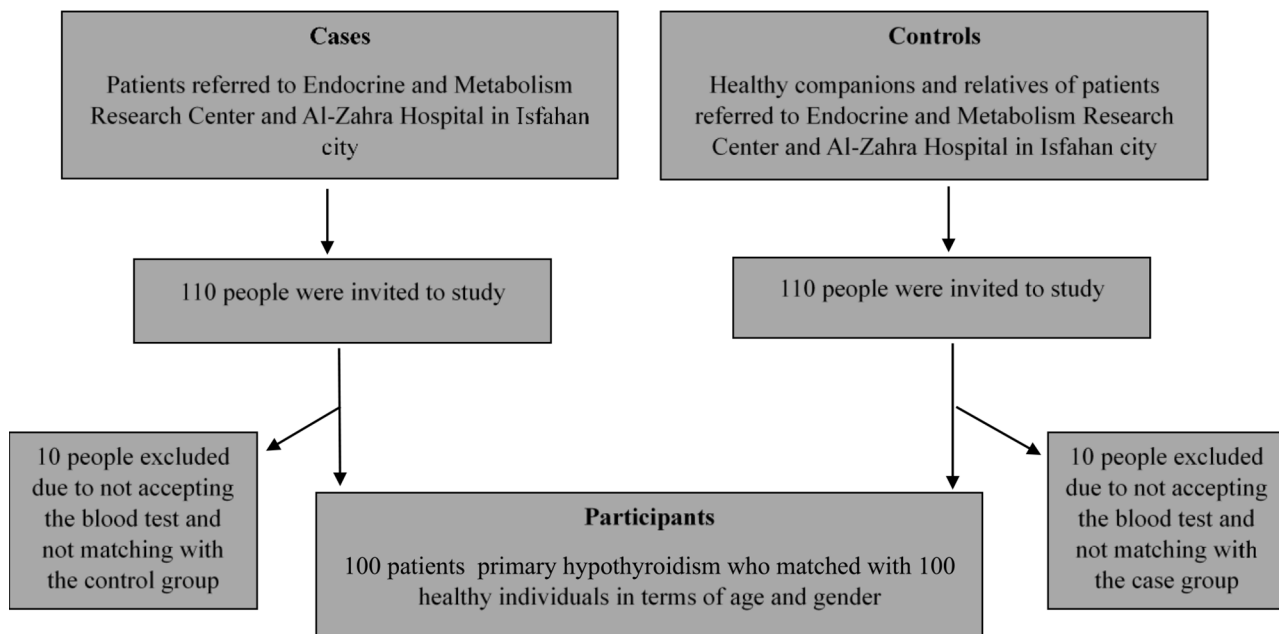 Cases
Patients referred to Endocrine and Metabolism
Research Center and Al-Zahra Hospital in Isfahan
city
Controls
Healthy companions and relatives of patients
referred to Endocrine and Metabolism Research
Center and Al-Zahra Hospital in Isfahan city
110 people were invited to study
110 people were invited to study
10 people excluded
due to not accepting
the blood test and
not matching with
the control group
Participants
100 patients  primary hypothyroidism who matched with 100
healthy individuals in terms of age and gender
10 people excluded
due to not accepting
the blood test and
not matching with
the case group